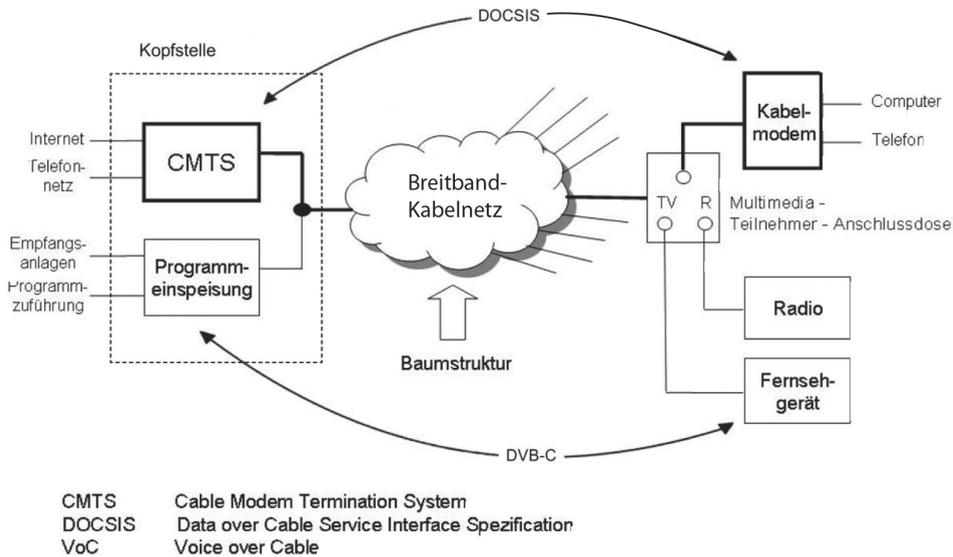 DOCSIS
Kopfstelle
Internet
Telefon-
netz
CMTS
Empfangs-
anlagen
Programm-
zuführung
Programm-
einspeisung
Breitband-
Kabelnetz
Baumstruktur
Kabel-
modem
Computer
Telefon
TV R
Multimedia -
Teilnehmer - Anschlussdose
Radio
Fernseh-
gerät
DVB-C
CMTS Cable Modem Termination System
DOCSIS Data over Cable Service Interface Spezification
VoC Voice over Cable